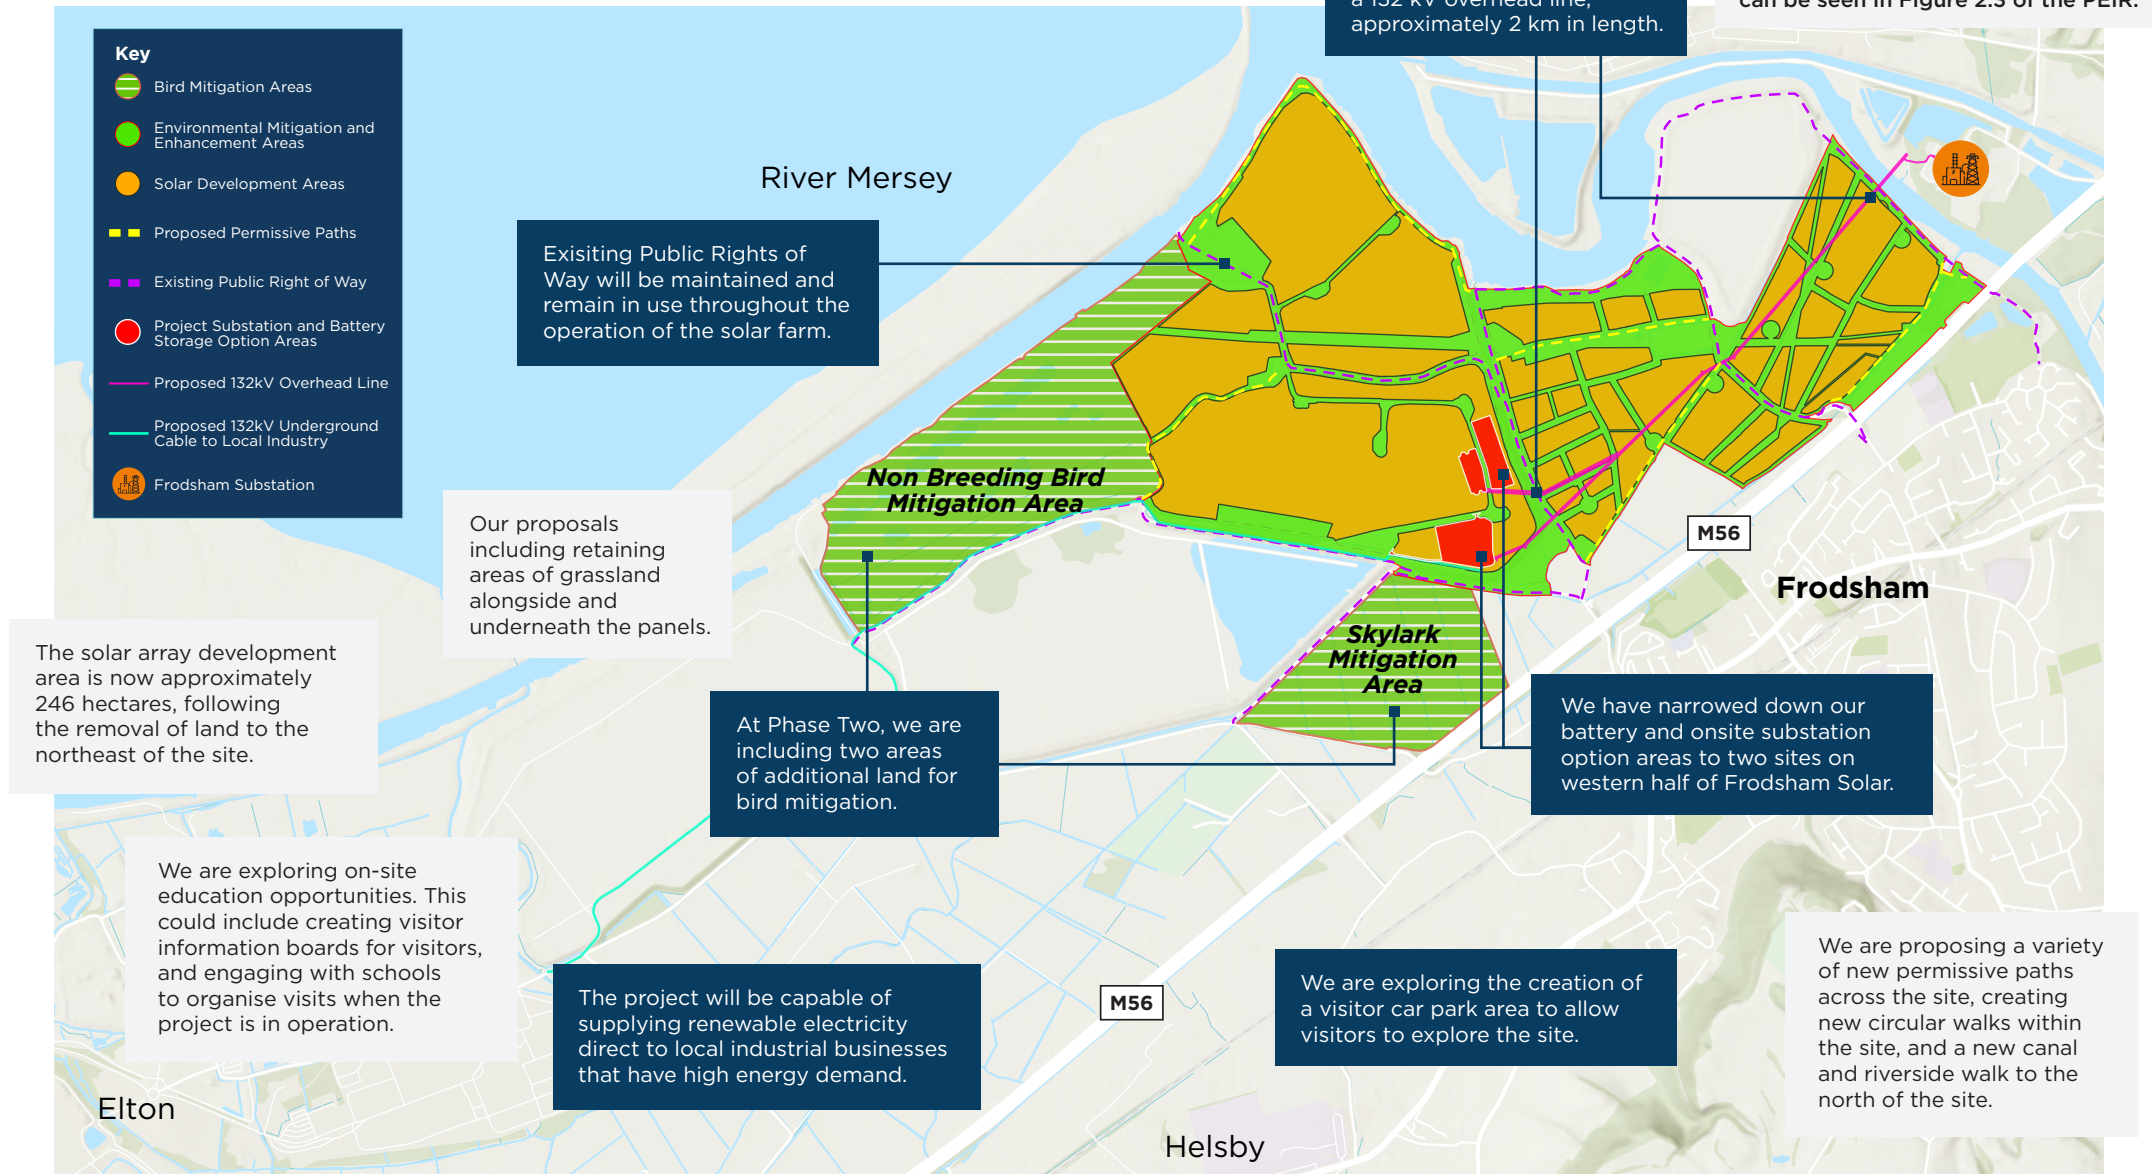 a 132 kV overhead line,
approximately 2 km in length.
can be seen in Figure 2.3 of the PEIR.
Key
Bird Mitigation Areas
Environmental Mitigation and
Enhancement Areas
Solar Development Areas
Proposed Permissive Paths
Existing Public Right of Way
Project Substation and Battery
Storage Option Areas
Proposed 132kV Overhead Line
Proposed 132kV Underground
Cable to Local Industry
Frodsham Substation
River Mersey
Exisiting Public Rights of
Way will be maintained and
remain in use throughout the
operation of the solar farm.
Non Breeding Bird
Mitigation Area
Our proposals
including retaining
areas of grassland
alongside and
underneath the panels.
M56
Frodsham
Skylark
Mitigation
Area
The solar array development
area is now approximately
246 hectares, following
the removal of land to the
northeast of the site.
At Phase Two, we are
including two areas
of additional land for
bird mitigation.
We have narrowed down our
battery and onsite substation
option areas to two sites on
western half of Frodsham Solar.
We are exploring on-site
education opportunities. This
could include creating visitor
information boards for visitors,
and engaging with schools
to organise visits when the
project is in operation.
The project will be capable of
supplying renewable electricity
direct to local industrial businesses
that have high energy demand.
M56
We are exploring the creation of
a visitor car park area to allow
visitors to explore the site.
We are proposing a variety
of new permissive paths
across the site, creating
new circular walks within
the site, and a new canal
and riverside walk to the
north of the site.
Elton
Helsby